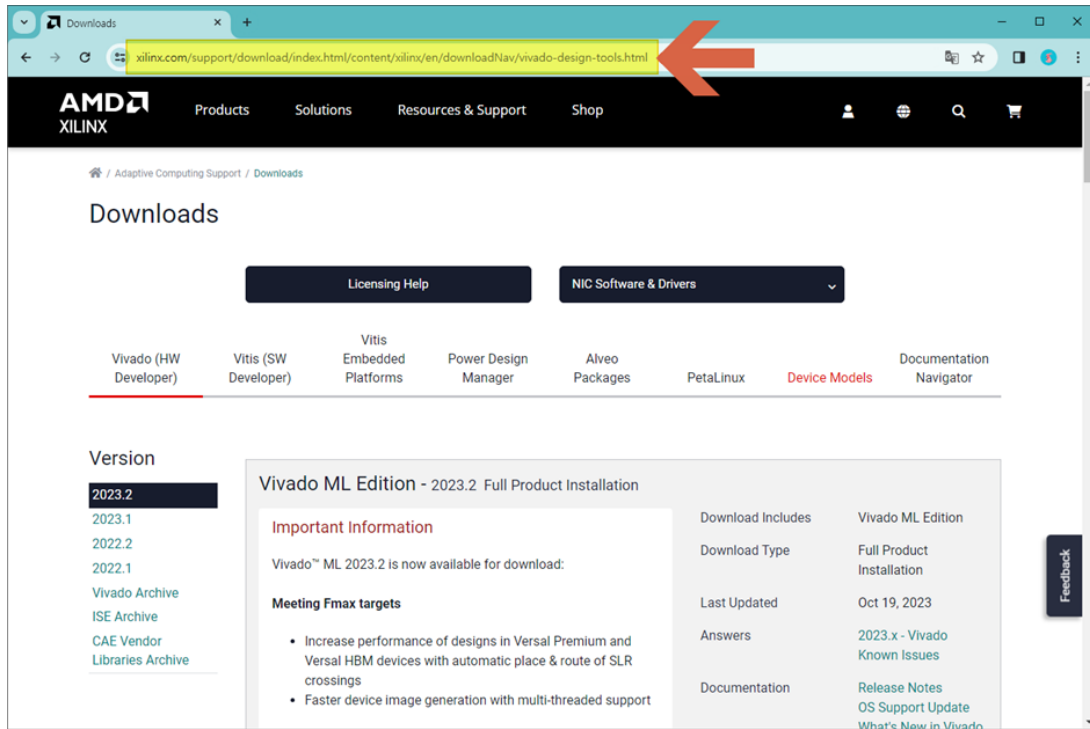 Downloads
xilinx.com/support/download/index.html/content/xilinx/en/downloadNav/vivado-design-tools.html
AMD
XILINX
Products
Solutions
Resources & Support
Shop
/ Adaptive Computing Support / Downloads
Downloads
Licensing Help
NIC Software & Drivers
Vivado (HW
Developer)
Vitis (SW
Developer)
Vitis
Embedded
Platforms
Power Design
Manager
Alveo
Packages
PetaLinux
Device Models
Documentation
Navigator
Version
2023.2
2023.1
2022.2
2022.1
Vivado Archive
ISE Archive
CAE Vendor
Libraries Archive
Vivado ML Edition - 2023.2 Full Product Installation
Important Information
Vivado™ ML 2023.2 is now available for download:
Meeting Fmax targets
• Increase performance of designs in Versal Premium and
Versal HBM devices with automatic place & route of SLR
crossings
• Faster device image generation with multi-threaded support
Download Includes
Vivado ML Edition
Download Type
Full Product
Installation
Last Updated
Oct 19, 2023
Answers
2023.x - Vivado
Known Issues
Documentation
Release Notes
OS Support Update
What's New in Vivado
Feedback